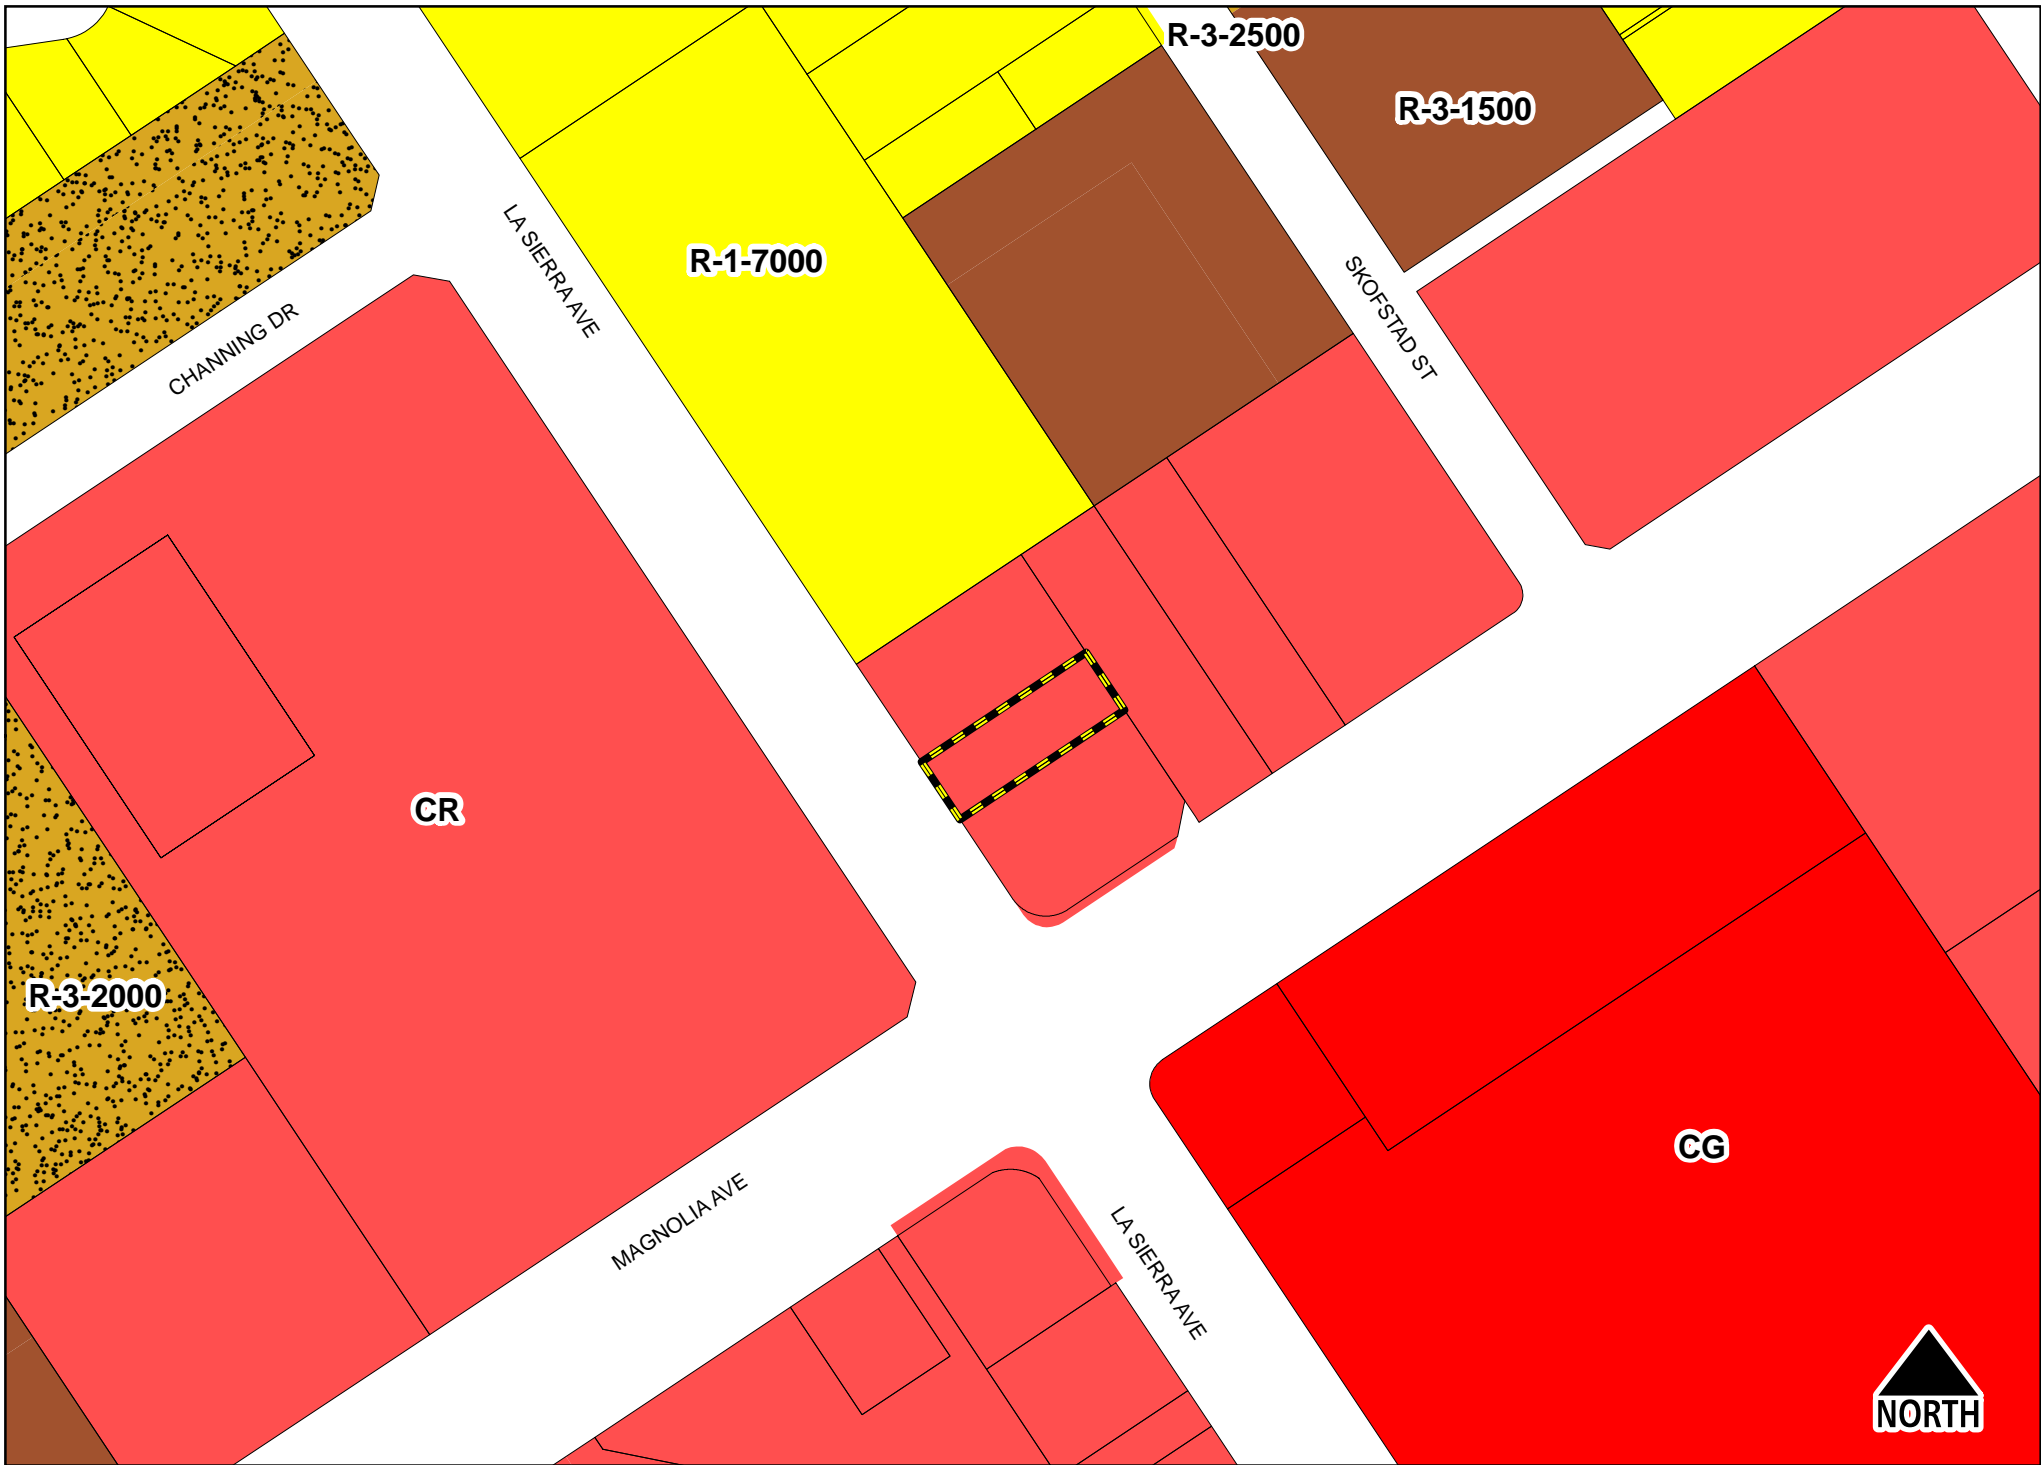 R-3-2500
R-3-1500
LA SIERRA AVE
R-1-7000
SKOFSTAD ST
CHANNING DR
CR
R-3-2000
CG
MAGNOLIA AVE
LA SIERRA AVE
NORTH